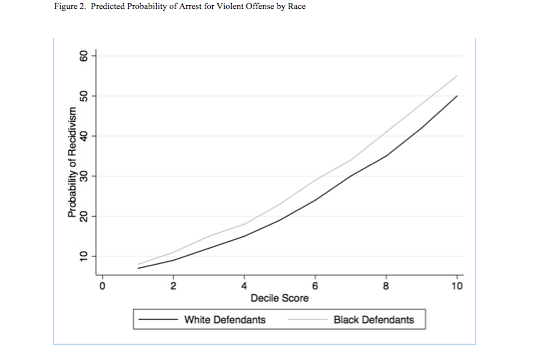 Figure 2. Predicted Probability of Arrest for Violent Offense by Race
60
50
40
30
20
10
Probability of Recidivism
0 2 4 6 8 10
Decile Score
White Defendants Black Defendants